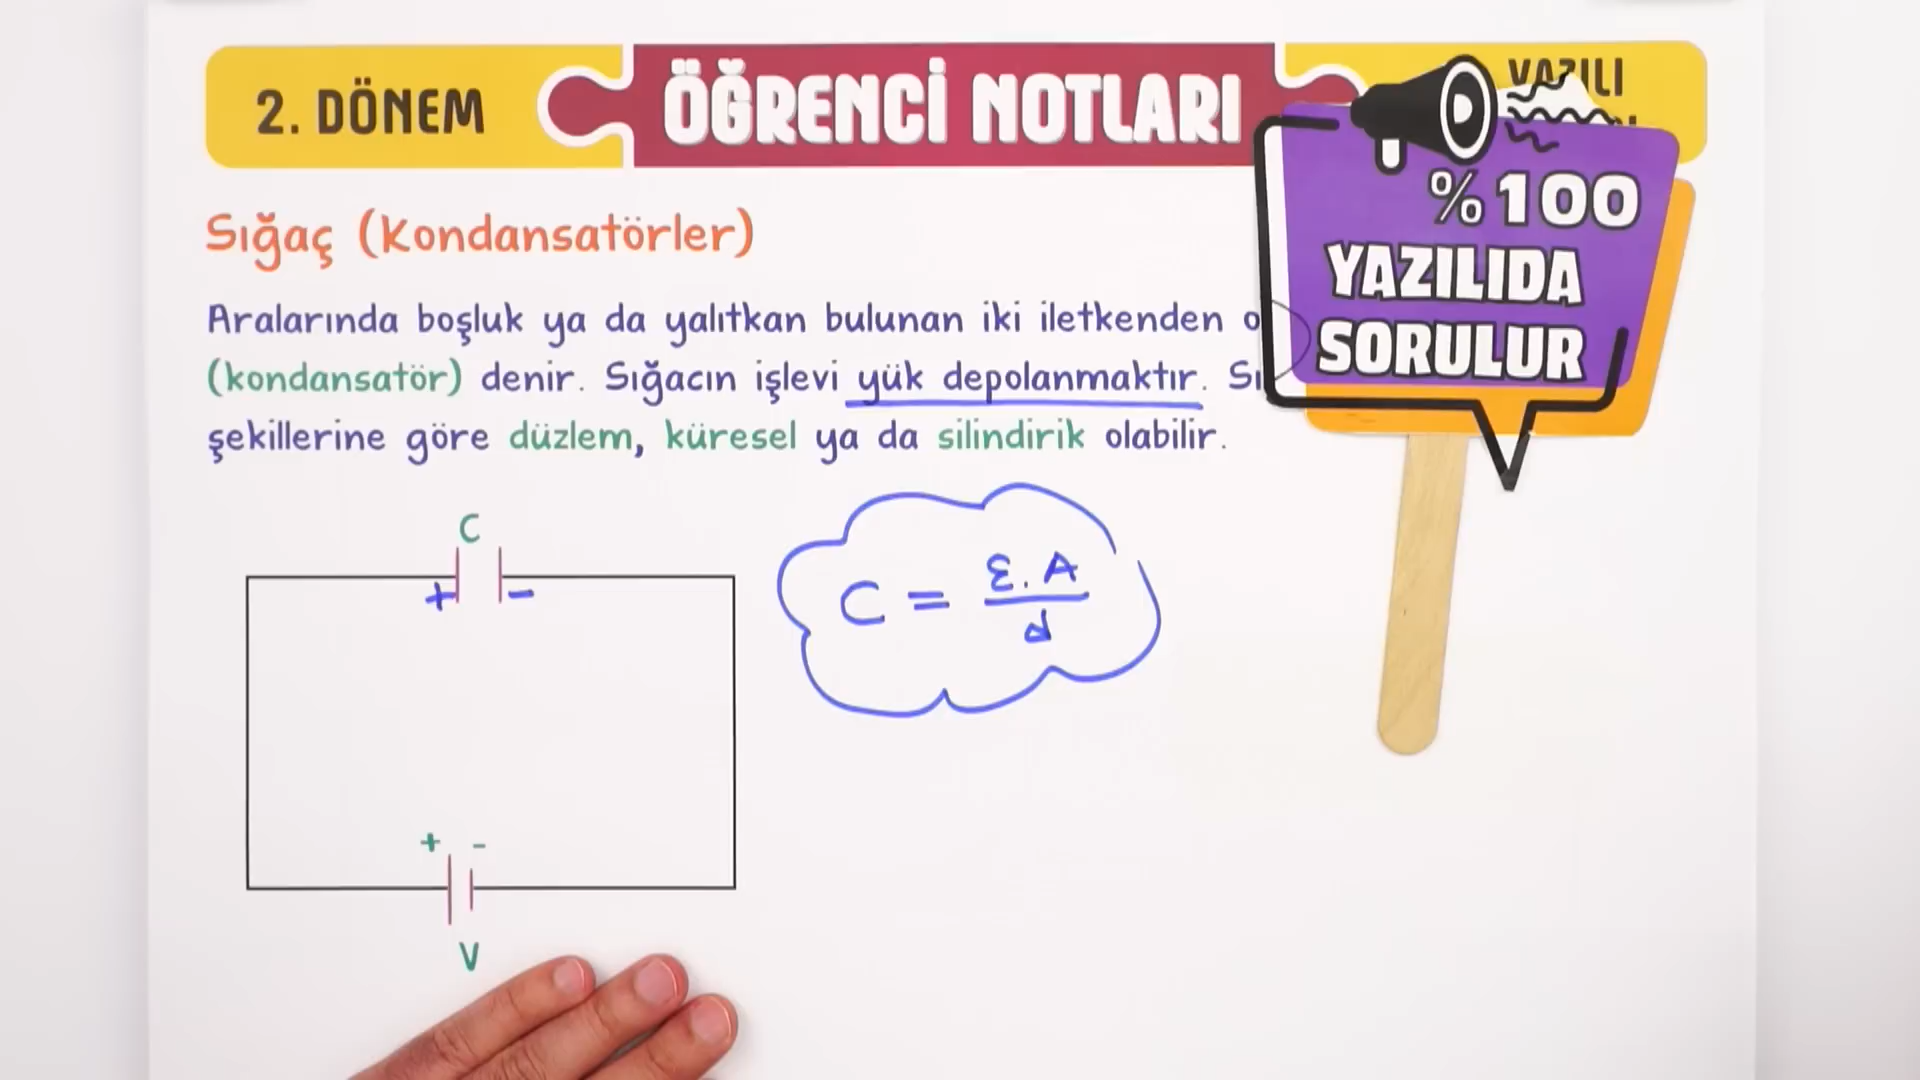 2. DÖNEM
ÖĞRENCİ NOTLARI
YAZILI
%100
YAZILIDA
SORULUR
Sığaç (Kondansatörler)
Aralarında boşluk ya da yalıtkan bulunan iki iletkenden
(kondansatör) denir. Sığacın işlevi yük depolanmaktır.
şekillerine göre düzlem, küresel ya da silindirik olabilir.
C
+ -
C = ε.A / d
+ -
V